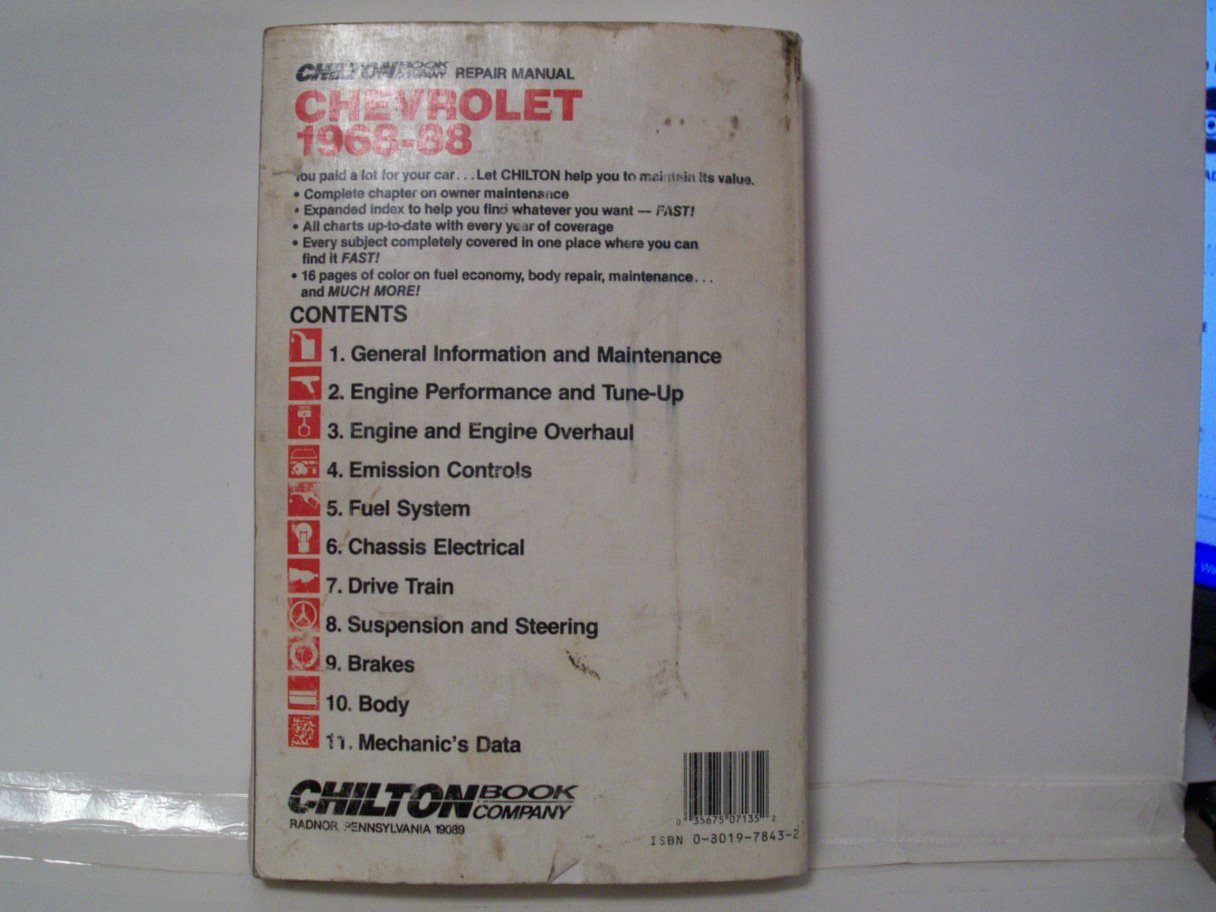 CHILTON BOOK COMPANY REPAIR MANUAL
CHEVROLET
1968-88
You paid a lot for your car...Let CHILTON help you to maintain its value.
• Complete chapter on owner maintenance
• Expanded index to help you find whatever you want — FAST!
• All charts up-to-date with every year of coverage
• Every subject completely covered in one place where you can
find it FAST!
• 16 pages of color on fuel economy, body repair, maintenance...
and MUCH MORE!
CONTENTS
1. General Information and Maintenance
2. Engine Performance and Tune-Up
3. Engine and Engine Overhaul
4. Emission Controls
5. Fuel System
6. Chassis Electrical
7. Drive Train
8. Suspension and Steering
9. Brakes
10. Body
11. Mechanic's Data
CHILTON BOOK
COMPANY
RADNOR, PENNSYLVANIA 19089
0 35675 07135 2
ISBN 0-8019-7843-2